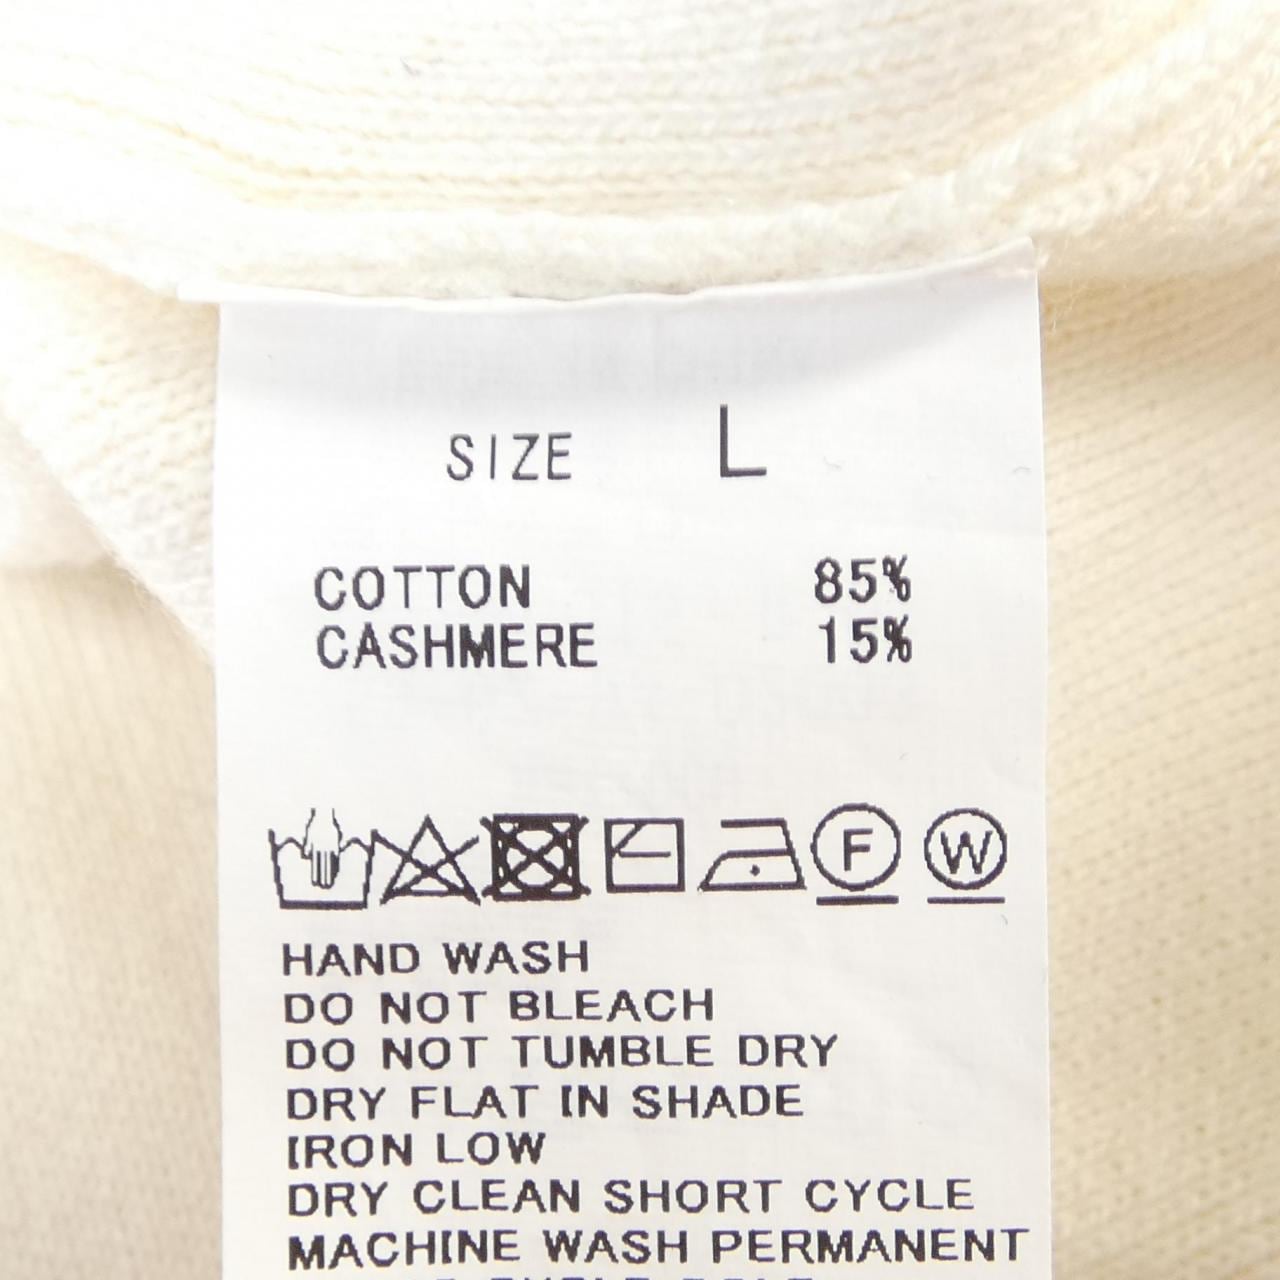 SIZE L
COTTON 85%
CASHMERE 15%
F W
HAND WASH
DO NOT BLEACH
DO NOT TUMBLE DRY
DRY FLAT IN SHADE
IRON LOW
DRY CLEAN SHORT CYCLE
MACHINE WASH PERMANENT